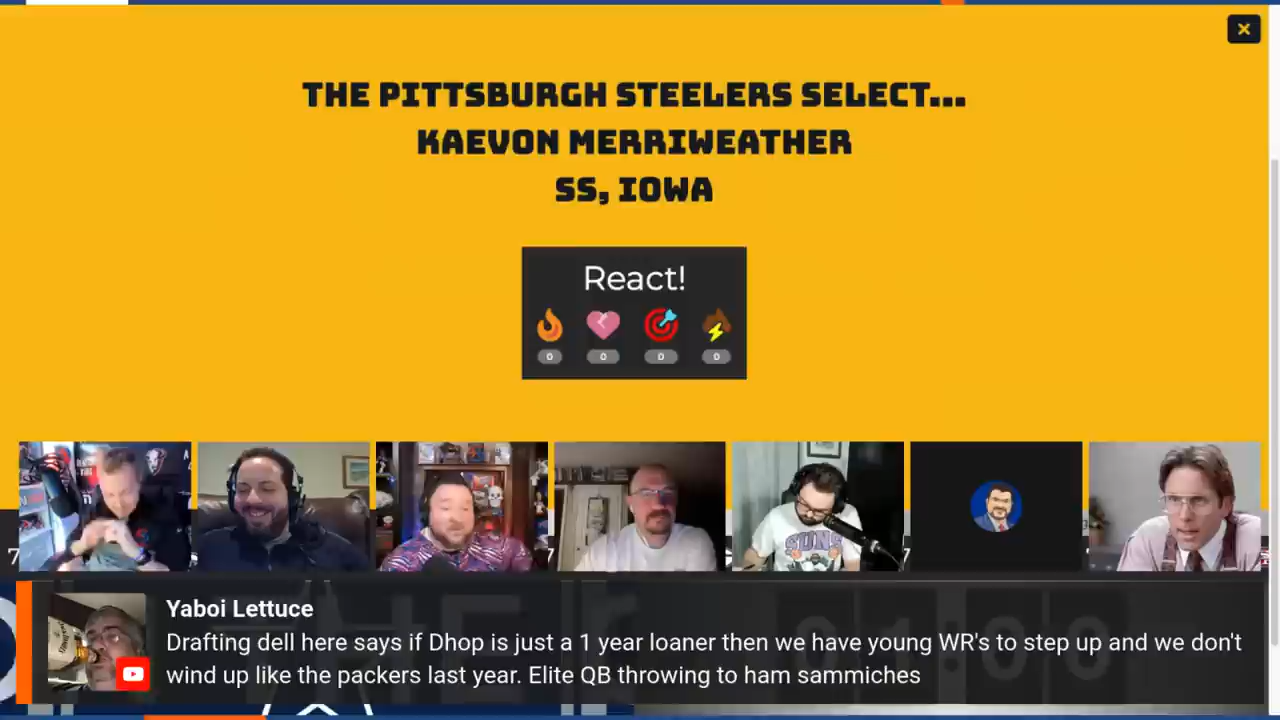 THE PITTSBURGH STEELERS SELECT...
KAEVON MERRIWEATHER
SS, IOWA
React!
0 0 0 0
SUNS
Yaboi Lettuce
Drafting dell here says if Dhop is just a 1 year loaner then we have young WR's to step up and we don't
wind up like the packers last year. Elite QB throwing to ham sammiches